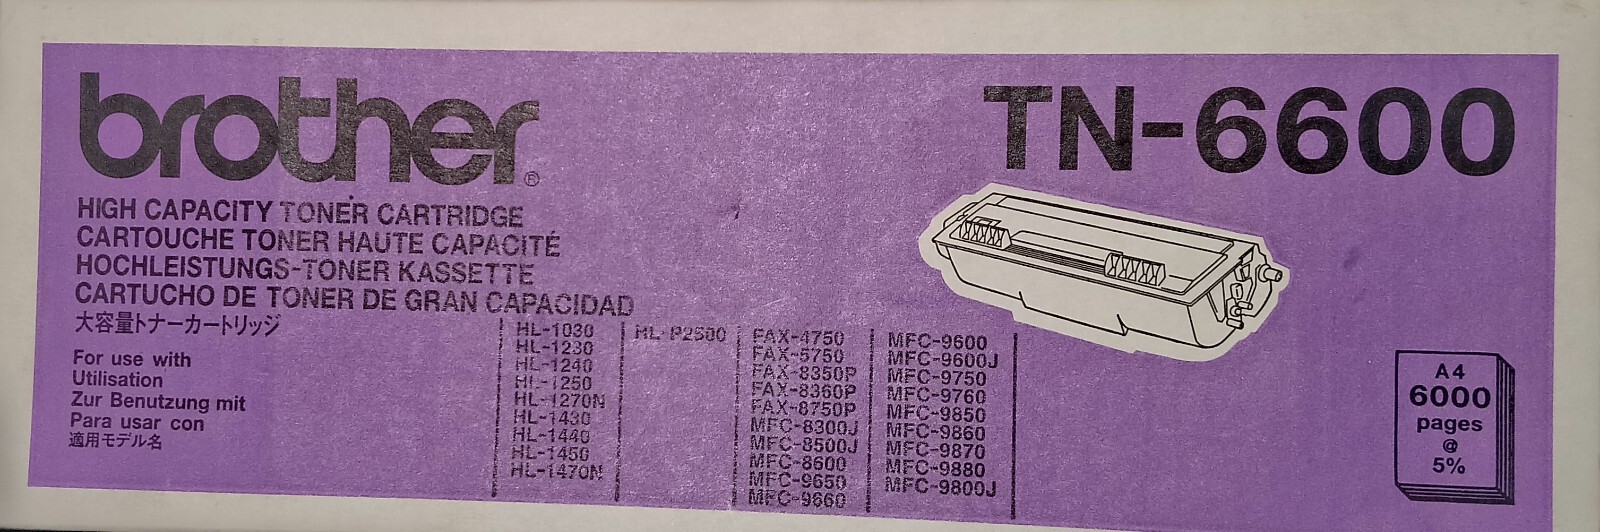 brother®
TN-6600
HIGH CAPACITY TONER CARTRIDGE
CARTOUCHE TONER HAUTE CAPACITÉ
HOCHLEISTUNGS-TONER KASSETTE
CARTUCHO DE TONER DE GRAN CAPACIDAD
大容量トナーカートリッジ
For use with
Utilisation
Zur Benutzung mit
Para usar con
適用モデル名
HL-1030
HL-1230
HL-1240
HL-1250
HL-1270N
HL-1430
HL-1440
HL-1450
HL-1470N
HL-P2500
FAX-4750
FAX-5750
FAX-8350P
FAX-8360P
FAX-8750P
MFC-8300J
MFC-8500J
MFC-8600
MFC-9650
MFC-9660
MFC-9600
MFC-9600J
MFC-9750
MFC-9760
MFC-9850
MFC-9860
MFC-9870
MFC-9880
MFC-9800J
A4
6000
pages
@
5%